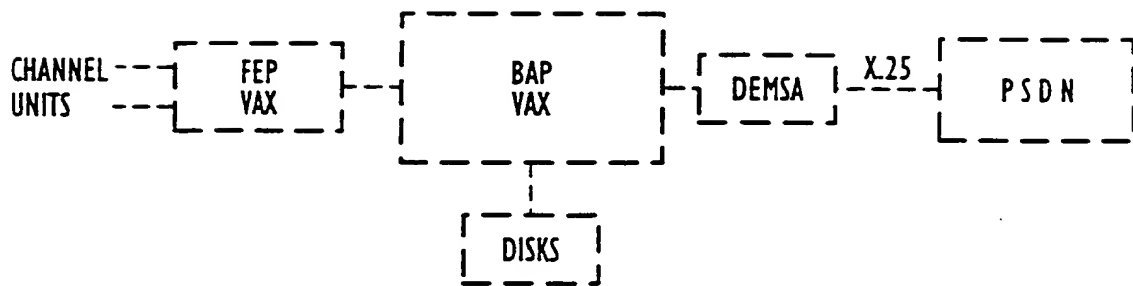 CHANNEL
UNITS
FEP
VAX
BAP
VAX
DEMSA
X.25
PSDN
DISKS